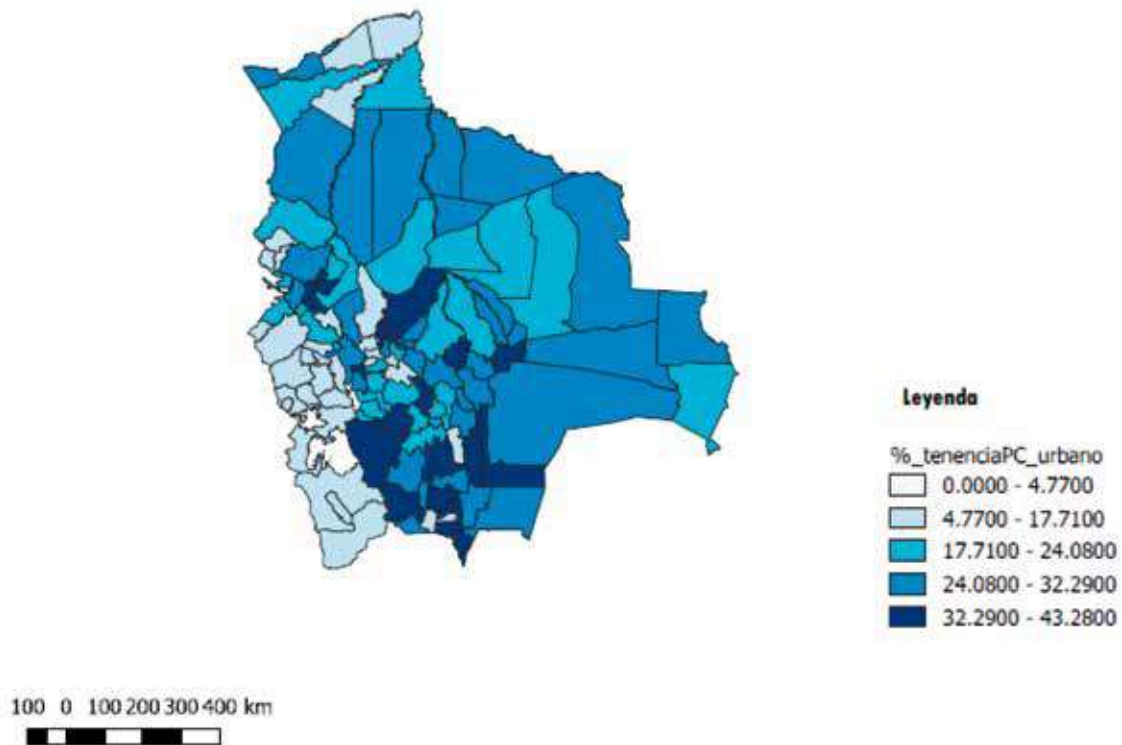 Leyenda
%_tenenciaPC_urbano
0.0000 - 4.7700
4.7700 - 17.7100
17.7100 - 24.0800
24.0800 - 32.2900
32.2900 - 43.2800
100 0 100 200 300 400 km